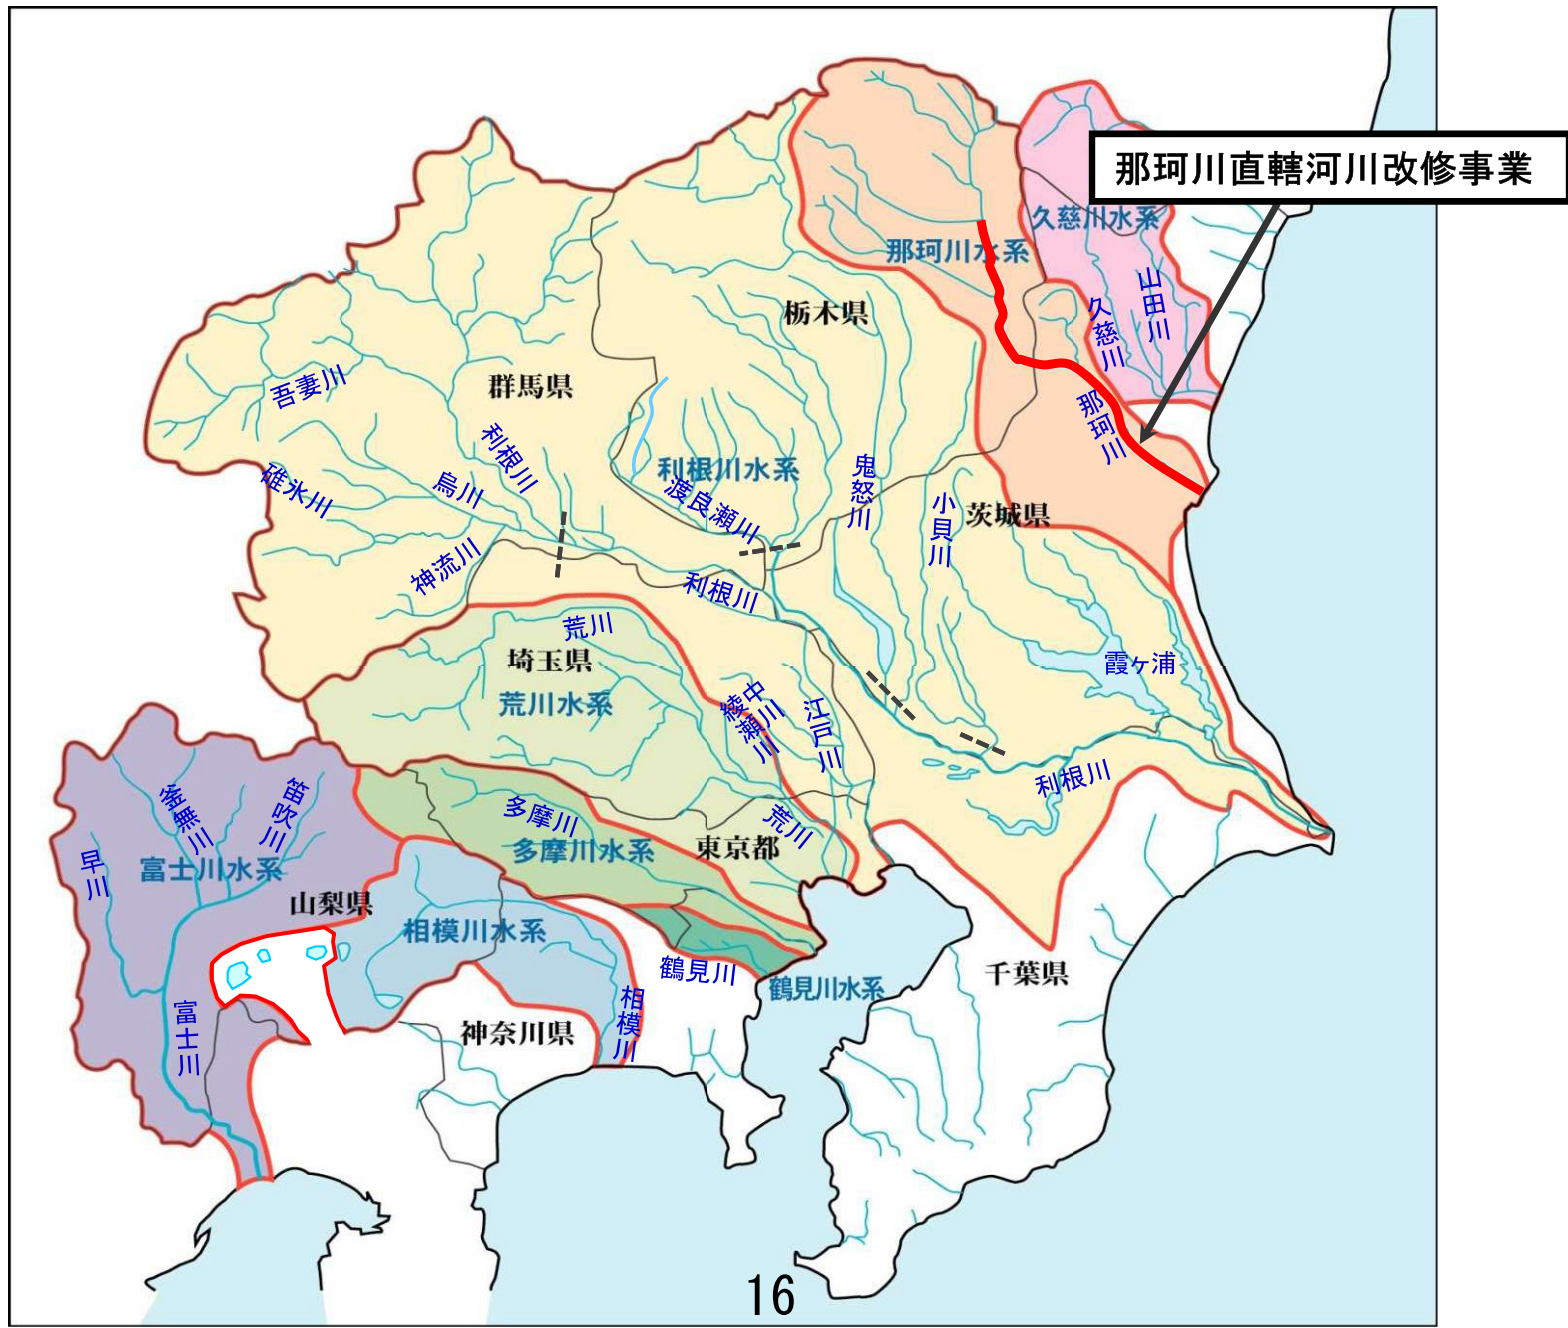 那珂川直轄河川改修事業
久慈川水系
那珂川水系
山田川
久慈川
栃木県
群馬県
吾妻川
那珂川
利根川
利根川水系
鬼怒川
碓氷川
烏川
渡良瀬川
小貝川
茨城県
神流川
利根川
荒川
埼玉県
霞ヶ浦
荒川水系
綾瀬川
中川
江戸川
利根川
釜無川
笛吹川
多摩川
荒川
早川
富士川水系
多摩川水系
東京都
山梨県
相模川水系
鶴見川
鶴見川水系
千葉県
富士川
神奈川県
相模川
16